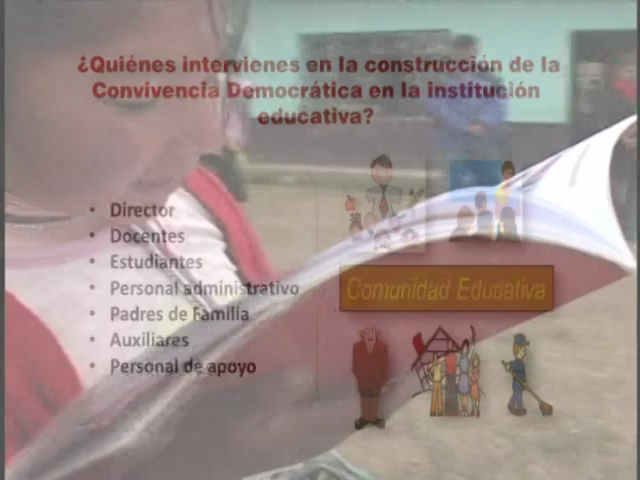 ¿Quiénes intervienes en la construcción de la
Convivencia Democrática en la institución
educativa?
• Director
• Docentes
• Estudiantes
• Personal administrativo
• Padres de Familia
• Auxiliares
• Personal de apoyo
Comunidad Educativa